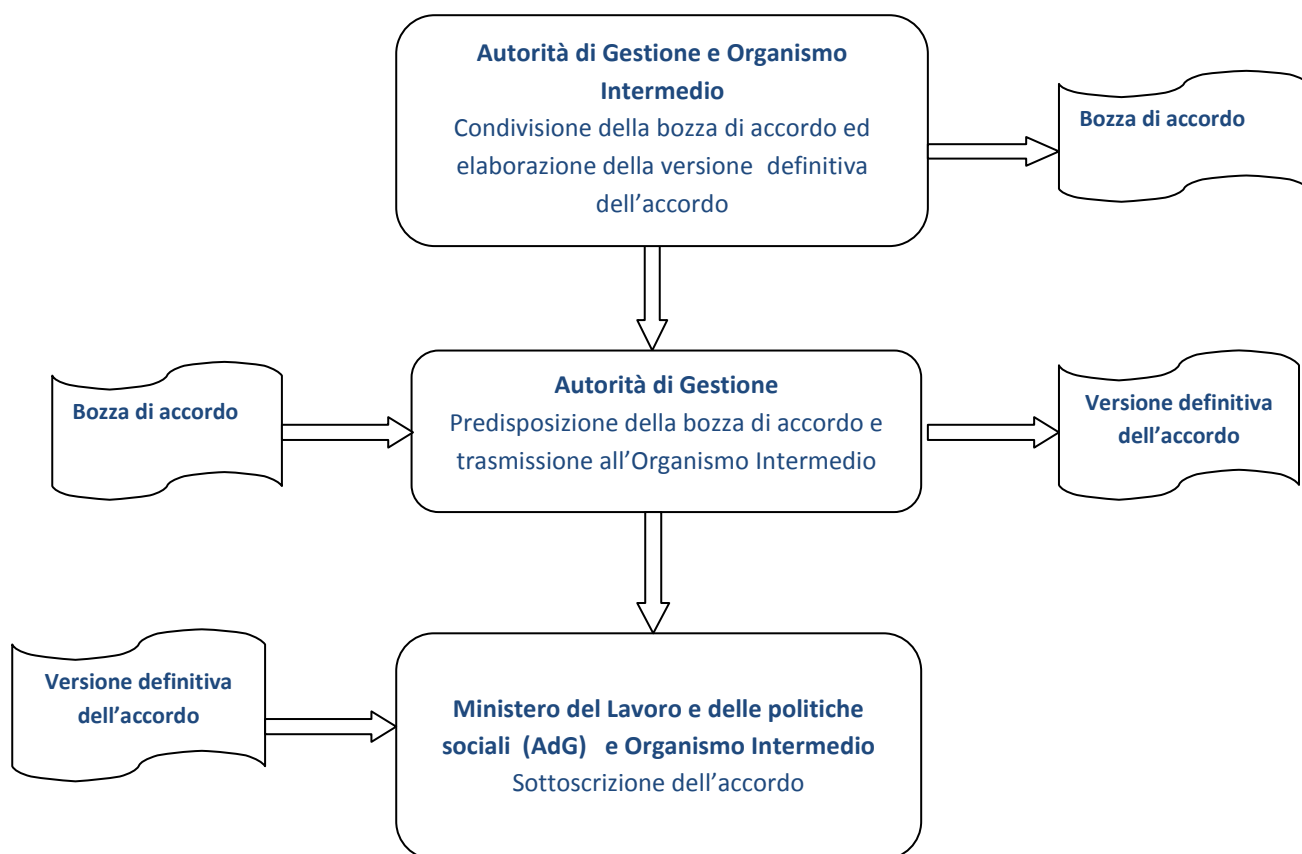 Autorità di Gestione e Organismo
Intermedio
Condivisione della bozza di accordo ed
elaborazione della versione definitiva
dell'accordo
Bozza di accordo
Bozza di accordo
Autorità di Gestione
Predisposizione della bozza di accordo e
trasmissione all'Organismo Intermedio
Versione definitiva
dell'accordo
Versione definitiva
dell'accordo
Ministero del Lavoro e delle politiche
sociali (AdG) e Organismo Intermedio
Sottoscrizione dell'accordo